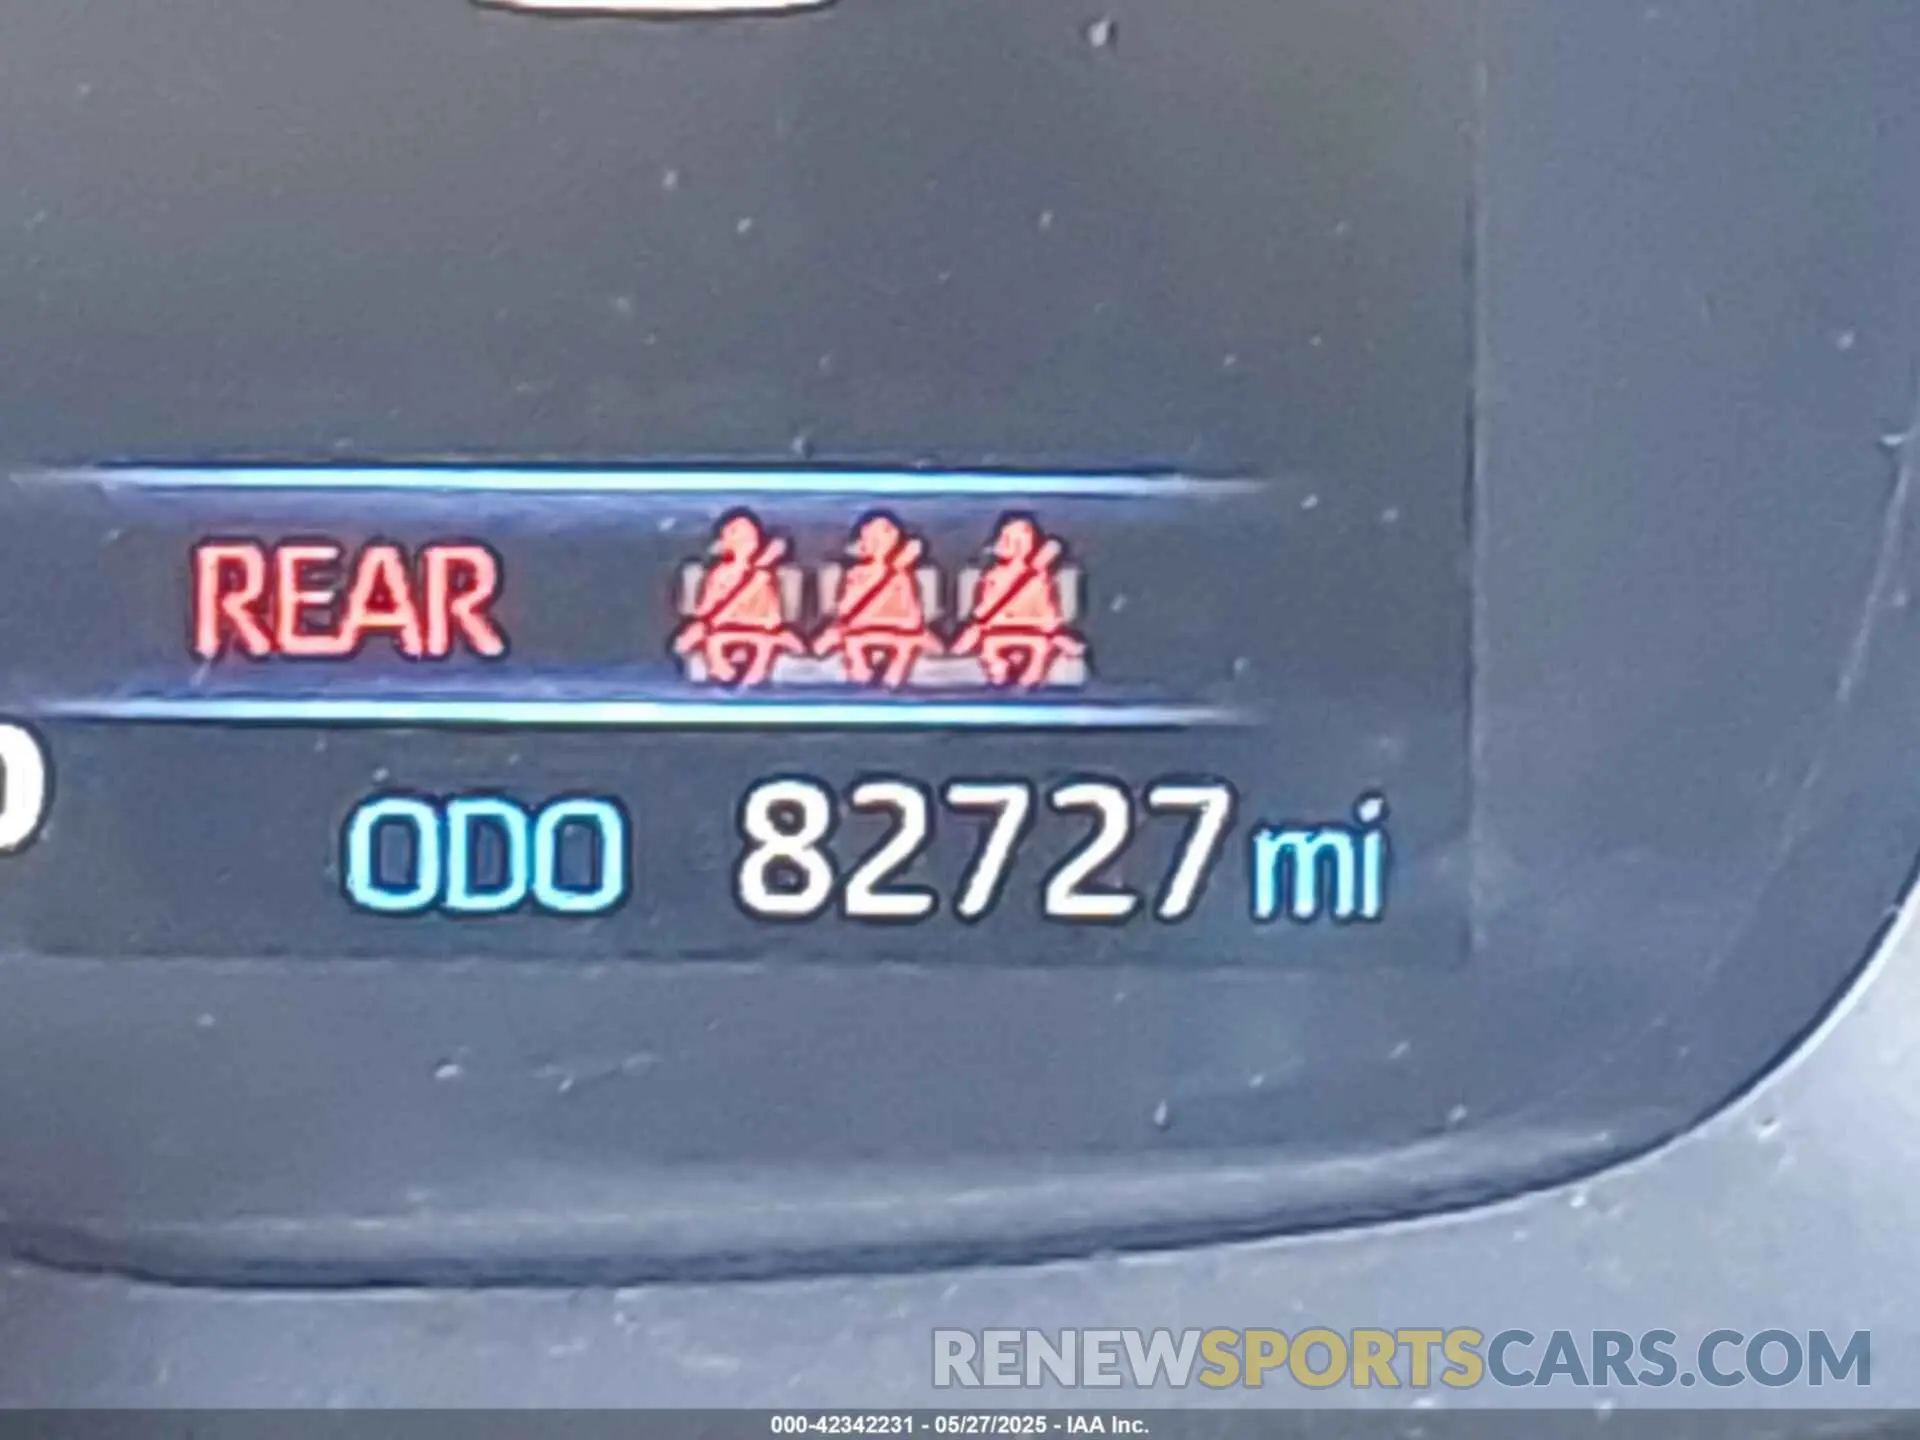 REAR
ODO 82727 mi
RENEWSPORTSCARS.COM
000-42342231 - 05/27/2025 - IAA Inc.